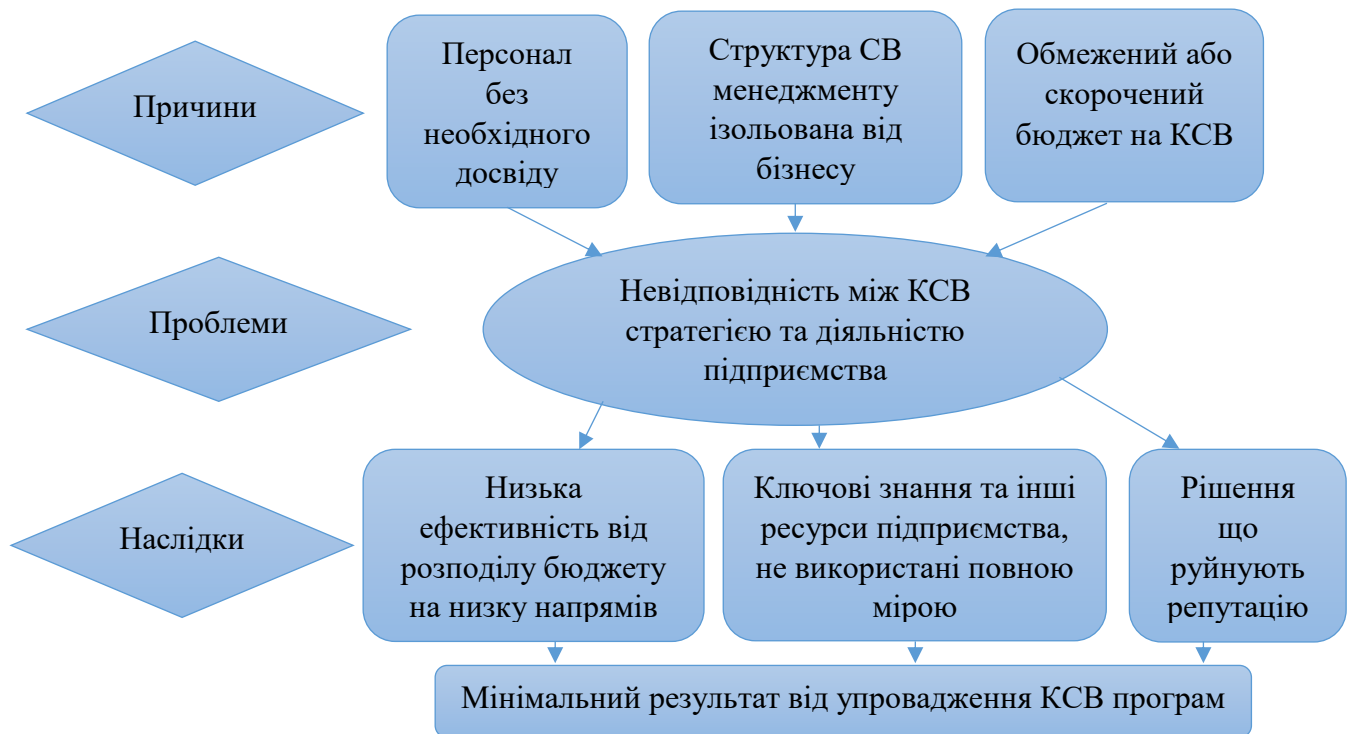 Причини
Персонал
без
необхідного
досвіду
Структура СВ
менеджменту
ізольована від
бізнесу
Обмежений або
скорочений
бюджет на КСВ
Проблеми
Невідповідність між КСВ
стратегією та діяльністю
підприємства
Наслідки
Низька
ефективність від
розподілу бюджету
на низку напрямів
Ключові знання та інші
ресурси підприємства,
не використані повною
мірою
Рішення
що
руйнують
репутацію
Мінімальний результат від упровадження КСВ програм